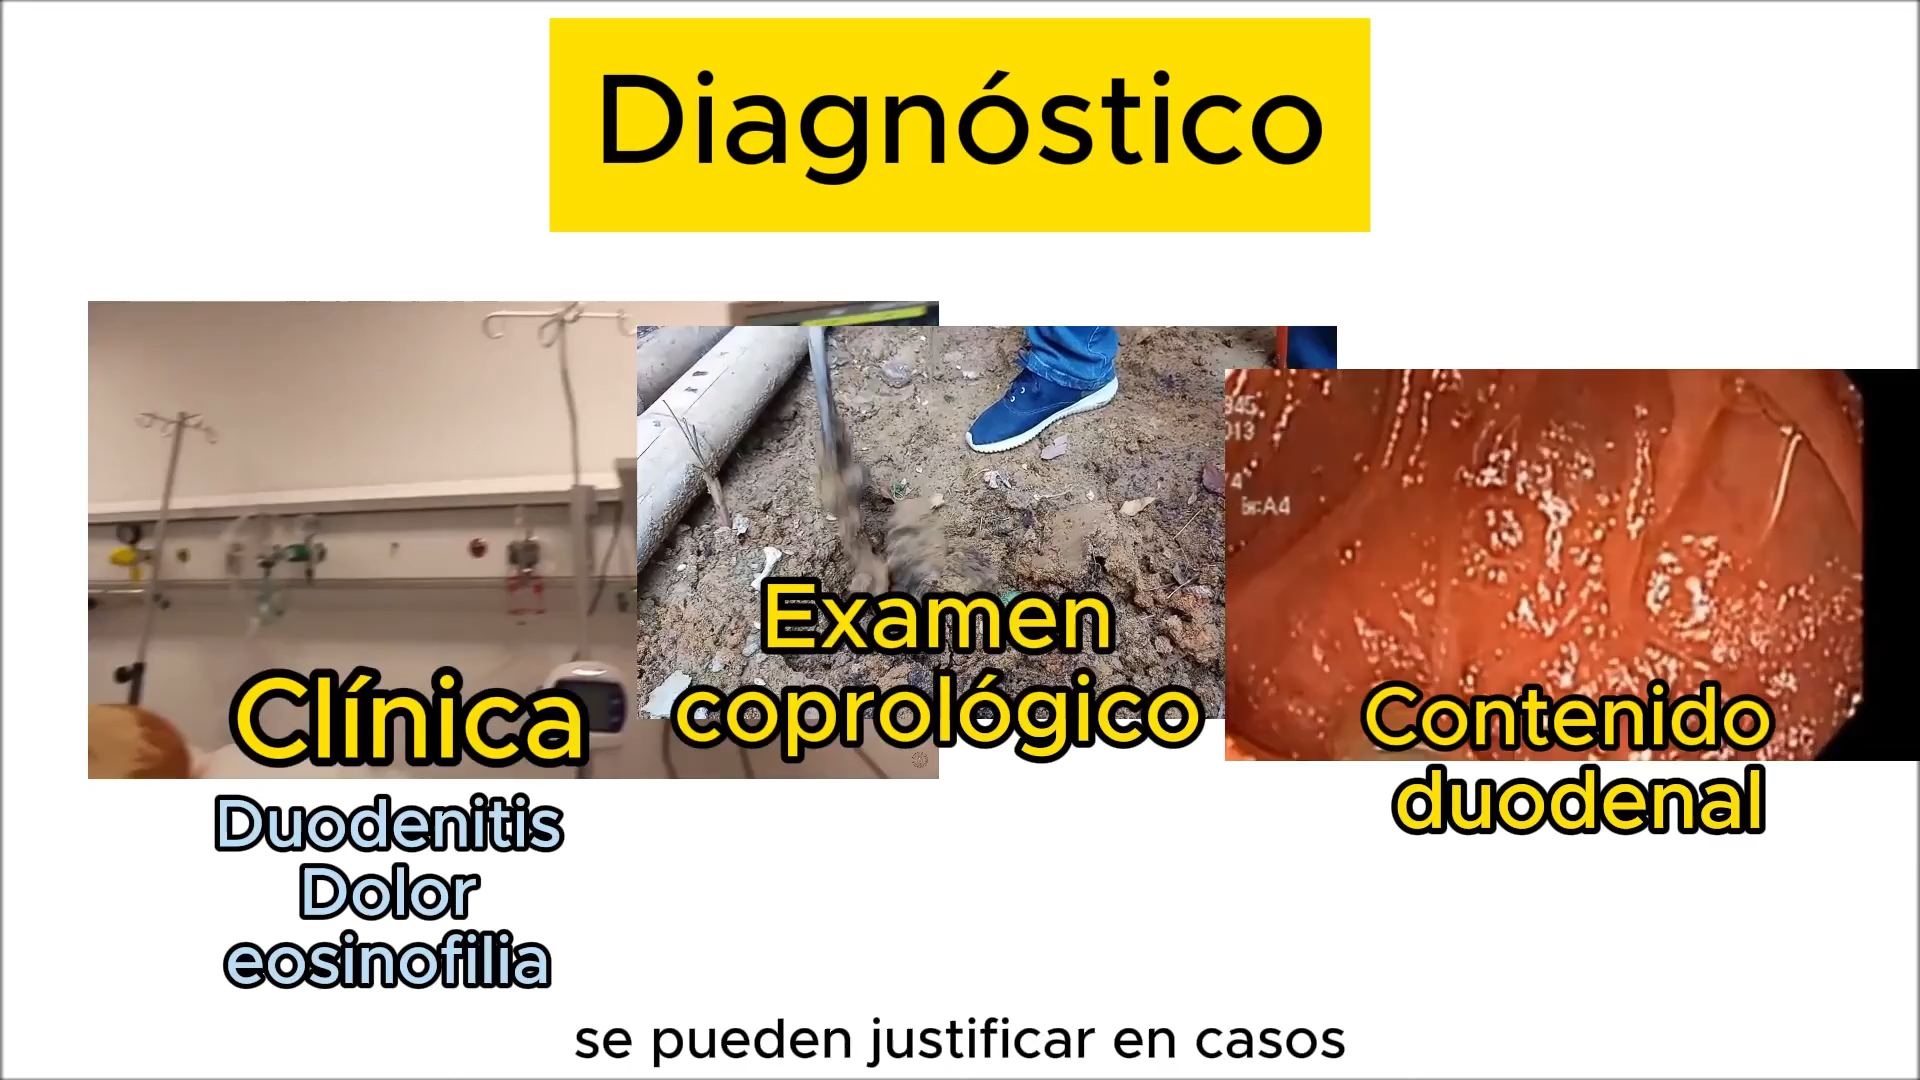 Diagnóstico
Clínica
Duodenitis
Dolor
eosinofilia
Examen
coprológico
Contenido
duodenal
se pueden justificar en casos